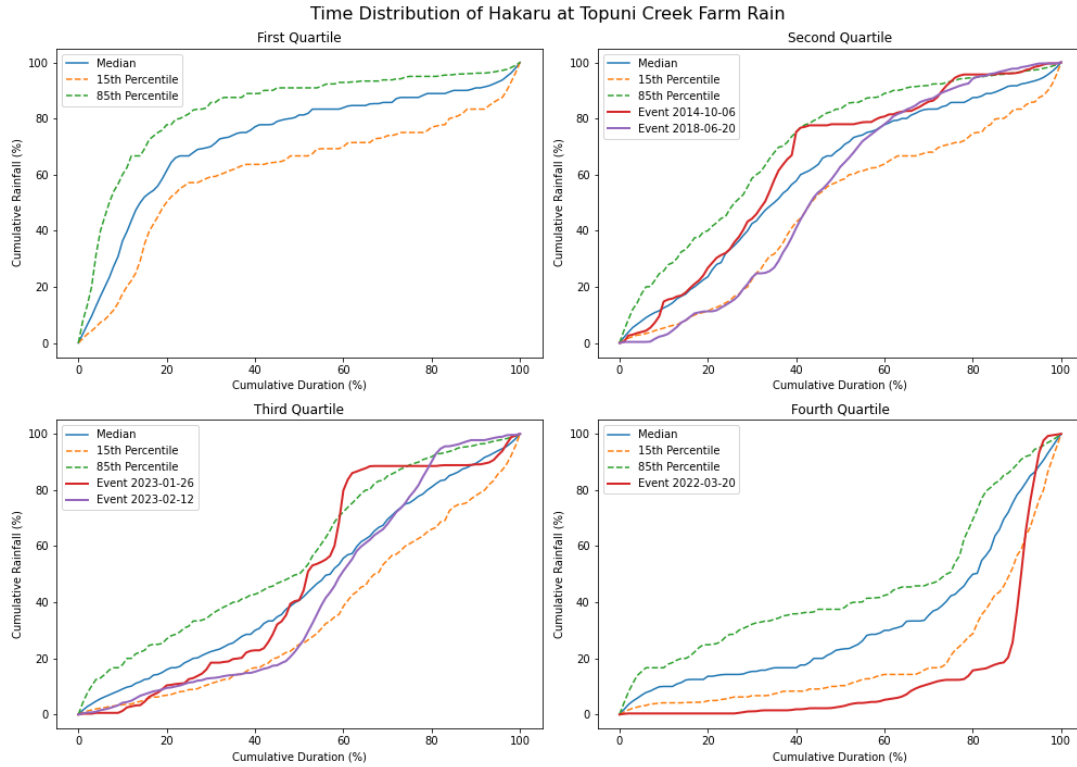 Time Distribution of Hakaru at Topuni Creek Farm Rain
First Quartile
Cumulative Rainfall (%)
100
80
60
40
20
0
Median
15th Percentile
85th Percentile
0 20 40 60 80 100
Cumulative Duration (%)
Second Quartile
Cumulative Rainfall (%)
100
80
60
40
20
0
Median
15th Percentile
85th Percentile
Event 2014-10-06
Event 2018-06-20
0 20 40 60 80 100
Cumulative Duration (%)
Third Quartile
Cumulative Rainfall (%)
100
80
60
40
20
0
Median
15th Percentile
85th Percentile
Event 2023-01-26
Event 2023-02-12
0 20 40 60 80 100
Cumulative Duration (%)
Fourth Quartile
Cumulative Rainfall (%)
100
80
60
40
20
0
Median
15th Percentile
85th Percentile
Event 2022-03-20
0 20 40 60 80 100
Cumulative Duration (%)